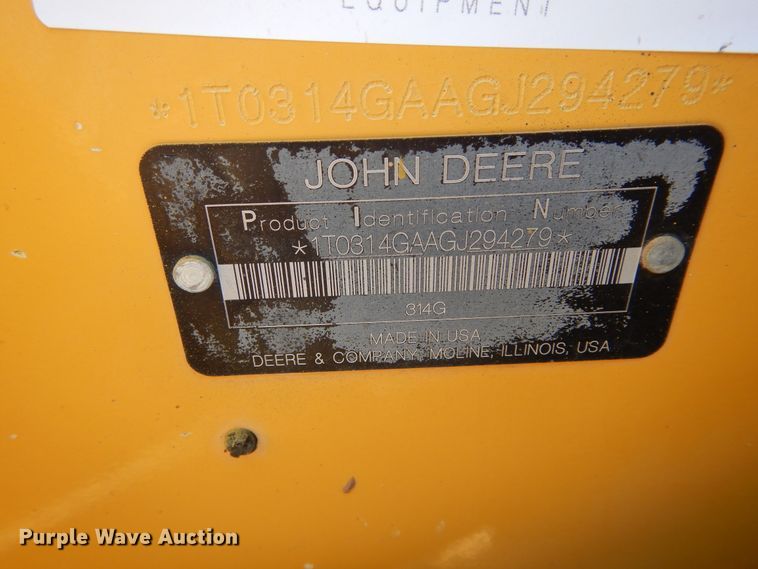 EQUIPMENT
*1T0314GAAGJ294279*
JOHN DEERE
Product Identification Number
*1T0314GAAGJ294279*
314G
MADE IN USA
DEERE & COMPANY, MOLINE, ILLINOIS, USA
Purple Wave Auction